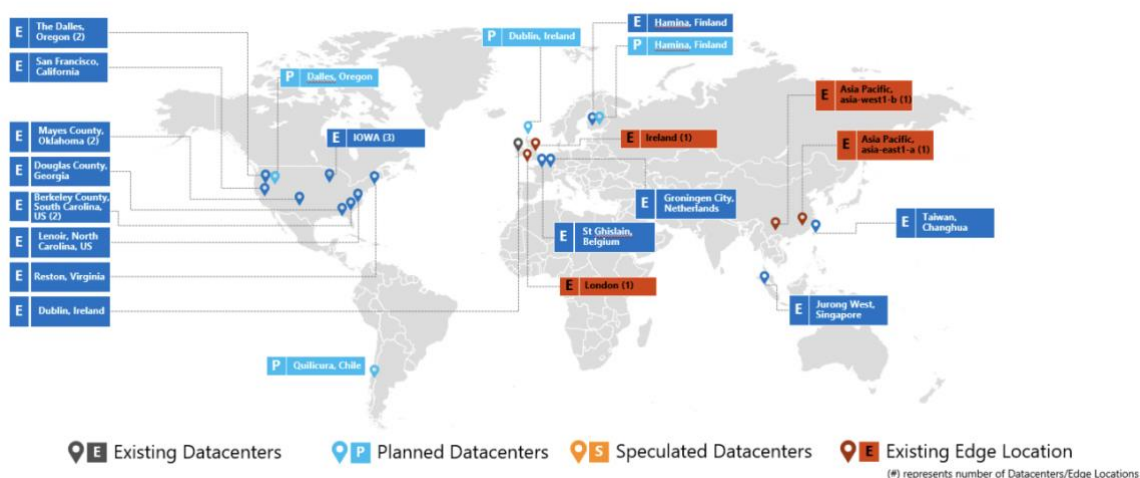 E The Dalles,
Oregon (2)
E San Francisco,
California
P Dalles, Oregon
P Dublin, Ireland
E Hamina, Finland
P Hamina, Finland
E Asia Pacific,
asia-west1-b (1)
E Mayes County,
Oklahoma (2)
E IOWA (3)
E Ireland (1)
E Asia Pacific,
asia-east1-a (1)
E Douglas County,
Georgia
E Berkeley County,
South Carolina,
US (2)
E Groningen City,
Netherlands
E Taiwan,
Changhua
E Lenoir, North
Carolina, US
E St Ghislain,
Belgium
E Reston, Virginia
E London (1)
E Dublin, Ireland
E Jurong West,
Singapore
P Quilicura, Chile
E Existing Datacenters
P Planned Datacenters
S Speculated Datacenters
E Existing Edge Location
(#) represents number of Datacenters/Edge Locations